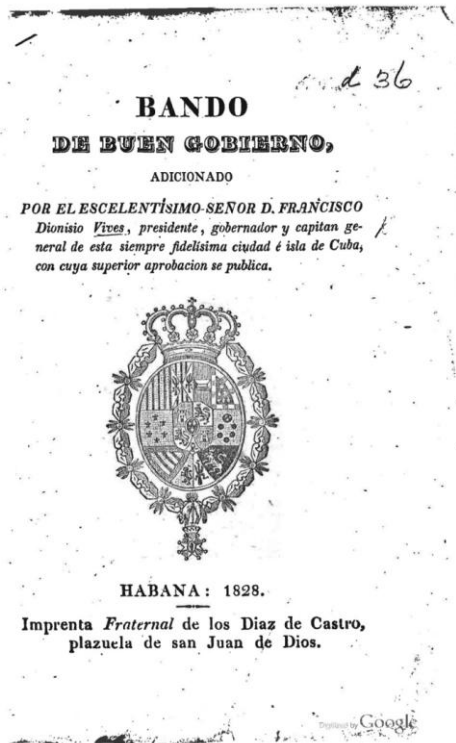 d 36
BANDO
DE BUEN GOBIERNO,
ADICIONADO
POR EL ESCELENTÍSIMO SEÑOR D. FRANCISCO
Dionisio Vives, presidente, gobernador y capitan ge-
neral de esta siempre fidelísima ciudad é isla de Cuba,
con cuya superior aprobacion se publica.
HABANA: 1828.
Imprenta Fraternal de los Diaz de Castro,
plazuela de san Juan de Dios.
Digitized by Google